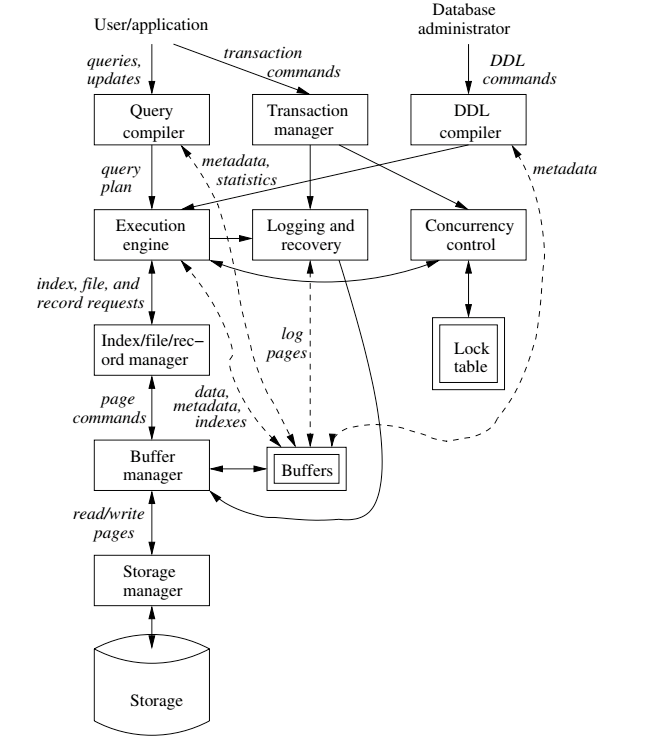 User/application
Database
administrator
queries,
updates
transaction
commands
DDL
commands
Query
compiler
Transaction
manager
DDL
compiler
query
plan
metadata,
statistics
metadata
Execution
engine
Logging and
recovery
Concurrency
control
index, file, and
record requests
log
pages
Index/file/rec–
ord manager
Lock
table
page
commands
data,
metadata,
indexes
Buffer
manager
Buffers
read/write
pages
Storage
manager
Storage